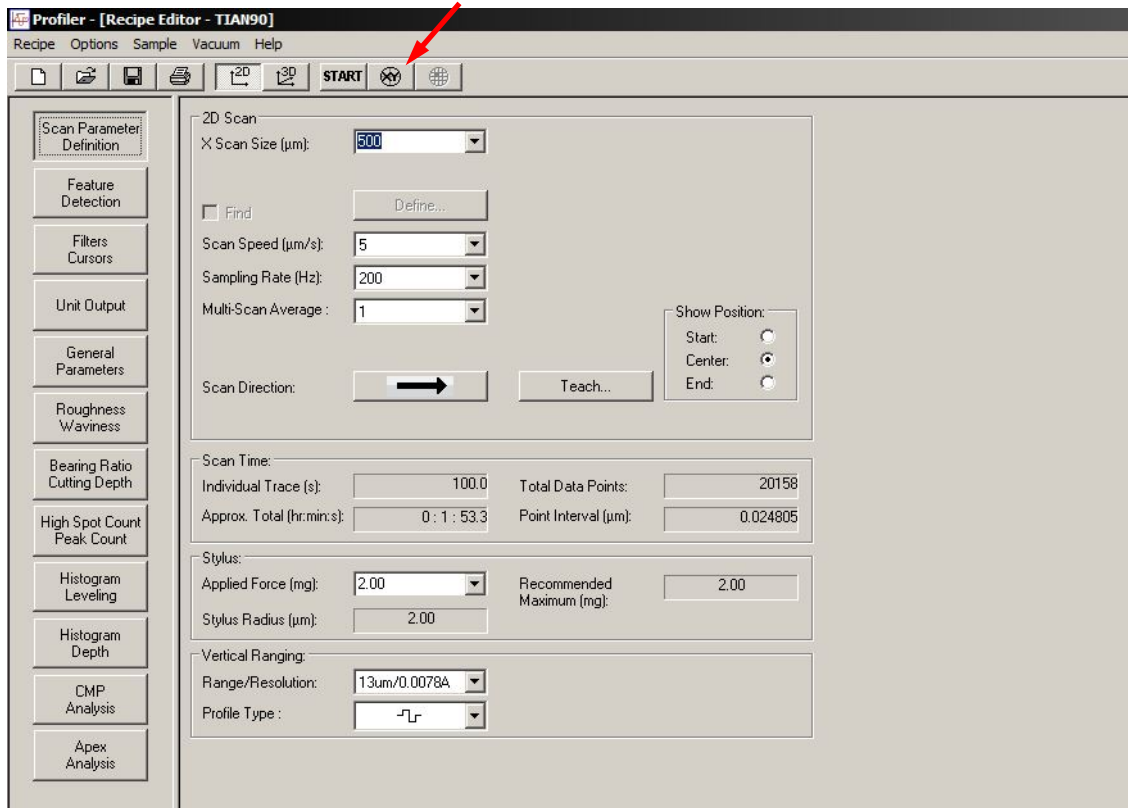 Profiler - [Recipe Editor - TIAN90]
Recipe Options Sample Vacuum Help
2D 3D START XY
Scan Parameter
Definition
Feature
Detection
Filters
Cursors
Unit Output
General
Parameters
Roughness
Waviness
Bearing Ratio
Cutting Depth
High Spot Count
Peak Count
Histogram
Leveling
Histogram
Depth
CMP
Analysis
Apex
Analysis
2D Scan
X Scan Size (µm): 500
Find Define...
Scan Speed (µm/s): 5
Sampling Rate (Hz): 200
Multi-Scan Average : 1
Scan Direction: Teach...
Show Position:
Start:
Center:
End:
Scan Time:
Individual Trace (s): 100.0 Total Data Points: 20158
Approx. Total (hr:min:s): 0 : 1 : 53.3 Point Interval (µm): 0.024805
Stylus:
Applied Force (mg): 2.00 Recommended
Maximum (mg): 2.00
Stylus Radius (µm): 2.00
Vertical Ranging:
Range/Resolution: 13um/0.0078A
Profile Type :